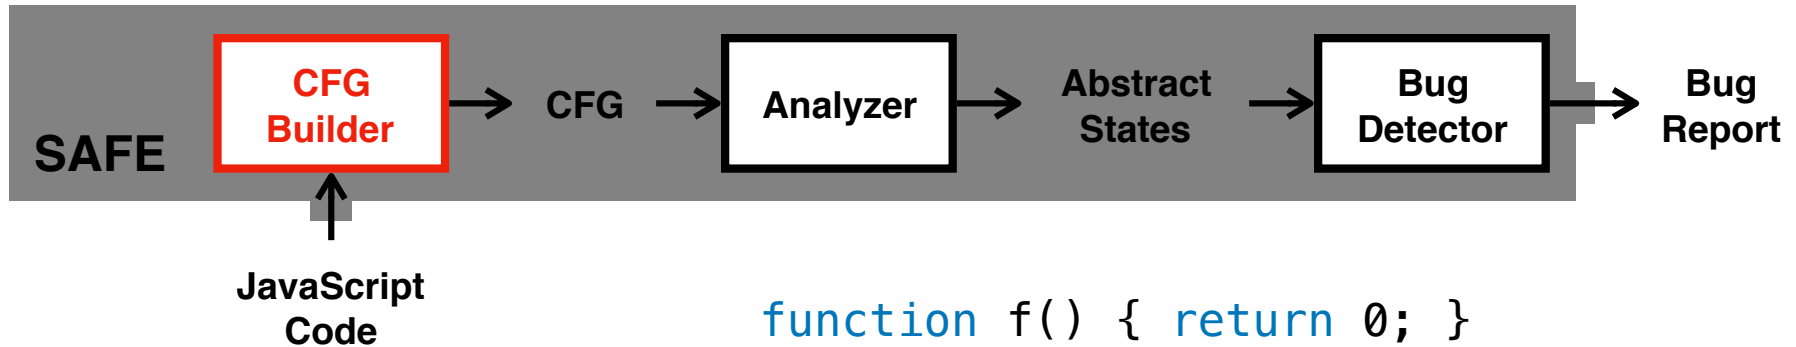 SAFE
CFG
Builder
CFG
Analyzer
Abstract
States
Bug
Detector
Bug
Report
JavaScript
Code
function f() { return 0; }